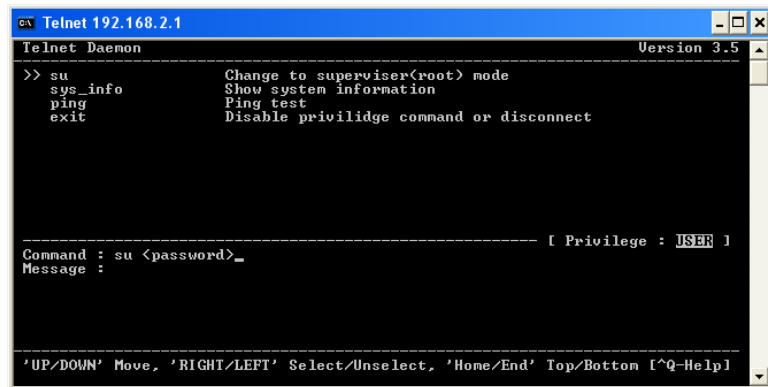 Telnet 192.168.2.1
Telnet Daemon Version 3.5
>> su Change to superviser(root) mode
sys_info Show system information
ping Ping test
exit Disable privilidge command or disconnect
[ Privilege : USER ]
Command : su <password>_
Message :
'UP/DOWN' Move, 'RIGHT/LEFT' Select/Unselect, 'Home/End' Top/Bottom [^Q-Help]